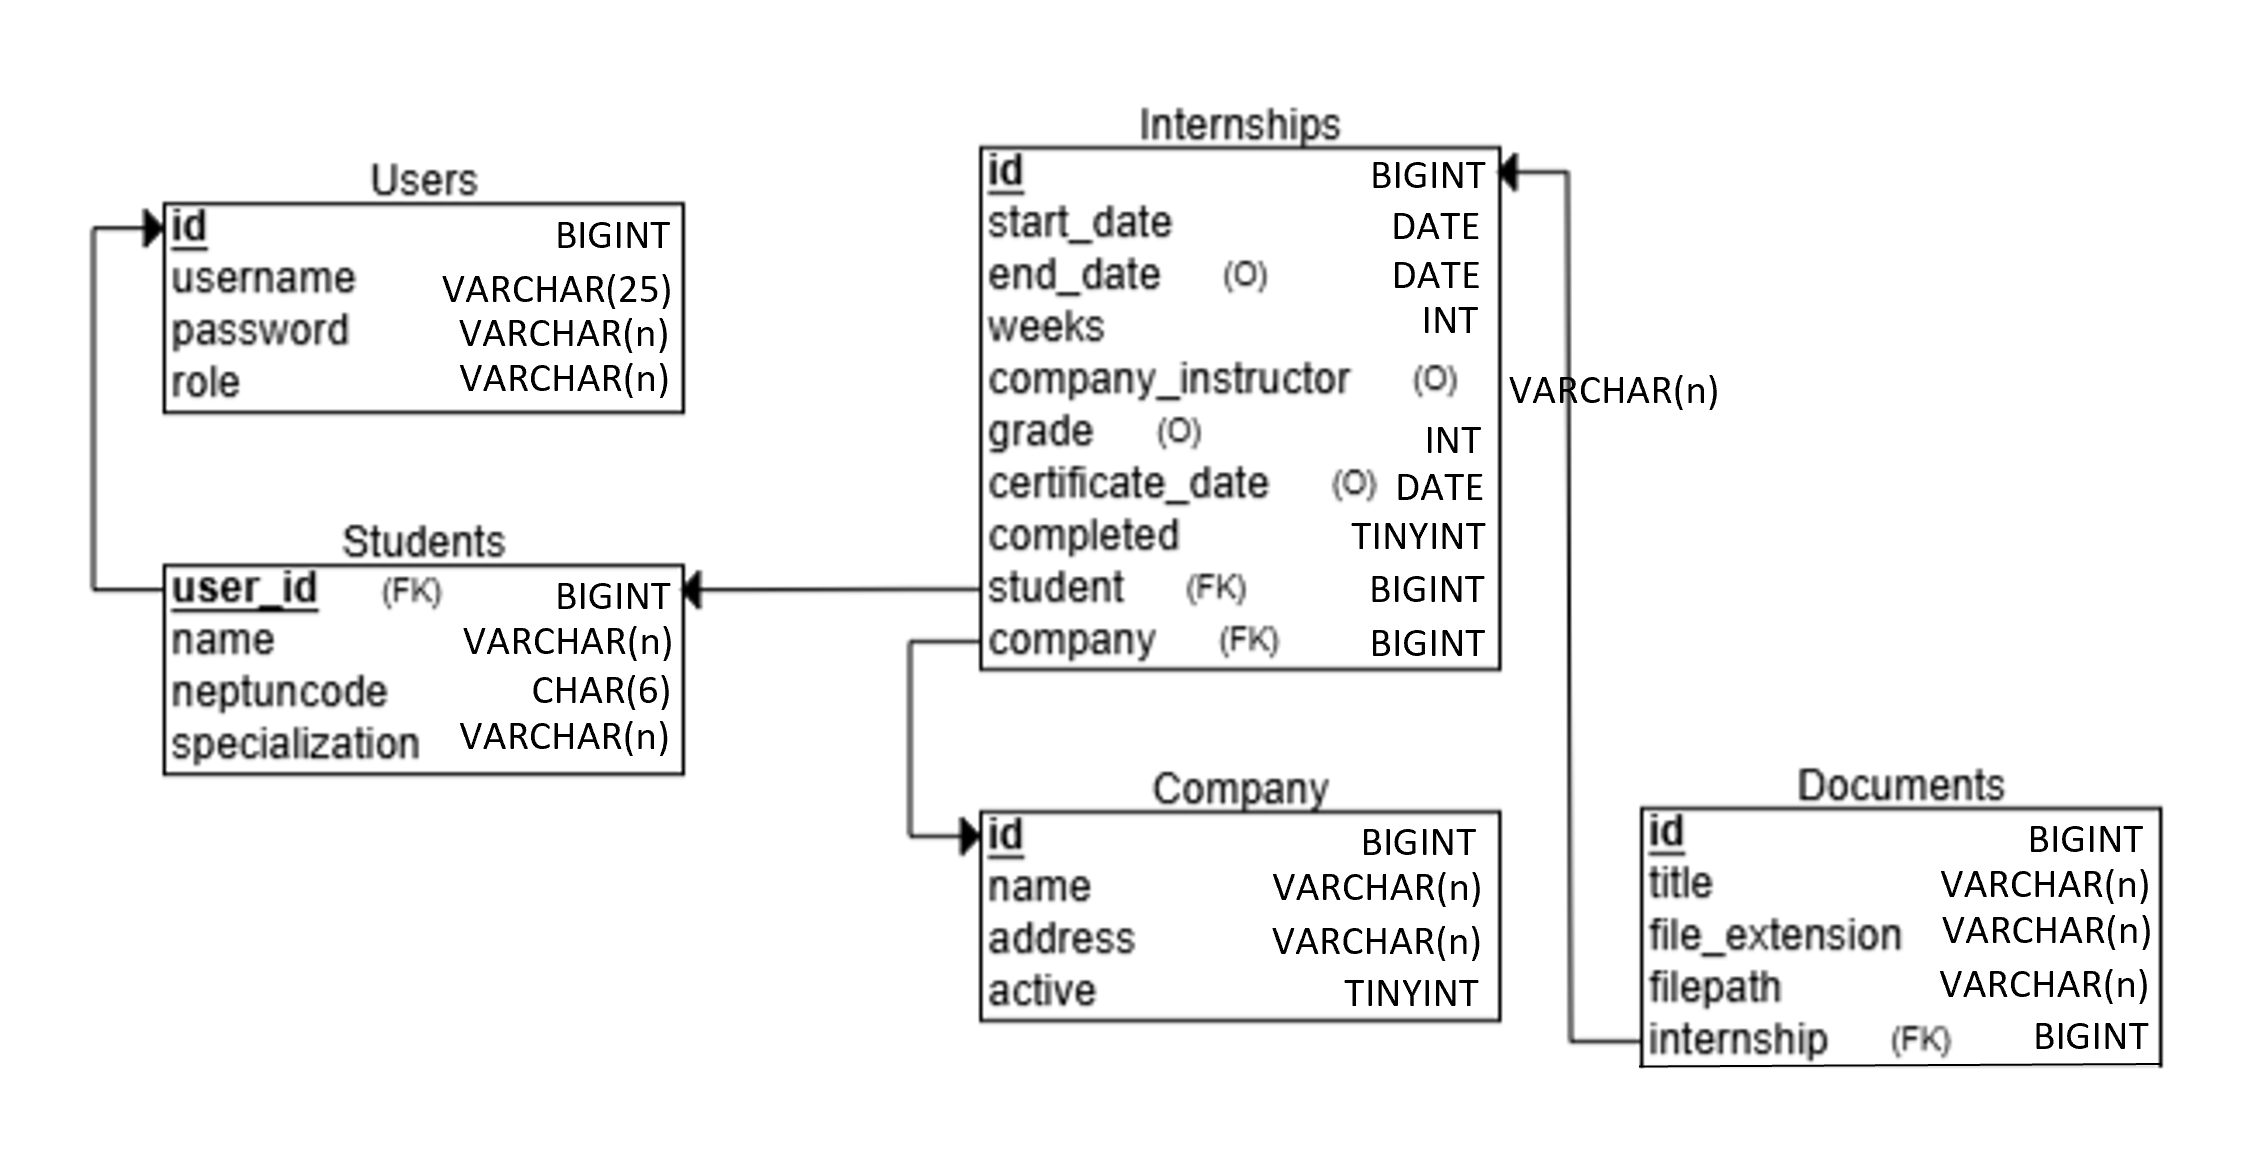 Users
id BIGINT
username VARCHAR(25)
password VARCHAR(n)
role VARCHAR(n)
Students
user_id (FK) BIGINT
name VARCHAR(n)
neptuncode CHAR(6)
specialization VARCHAR(n)
Internships
id BIGINT
start_date DATE
end_date (O) DATE
weeks INT
company_instructor (O) VARCHAR(n)
grade (O) INT
certificate_date (O) DATE
completed TINYINT
student (FK) BIGINT
company (FK) BIGINT
Company
id BIGINT
name VARCHAR(n)
address VARCHAR(n)
active TINYINT
Documents
id BIGINT
title VARCHAR(n)
file_extension VARCHAR(n)
filepath VARCHAR(n)
internship (FK) BIGINT